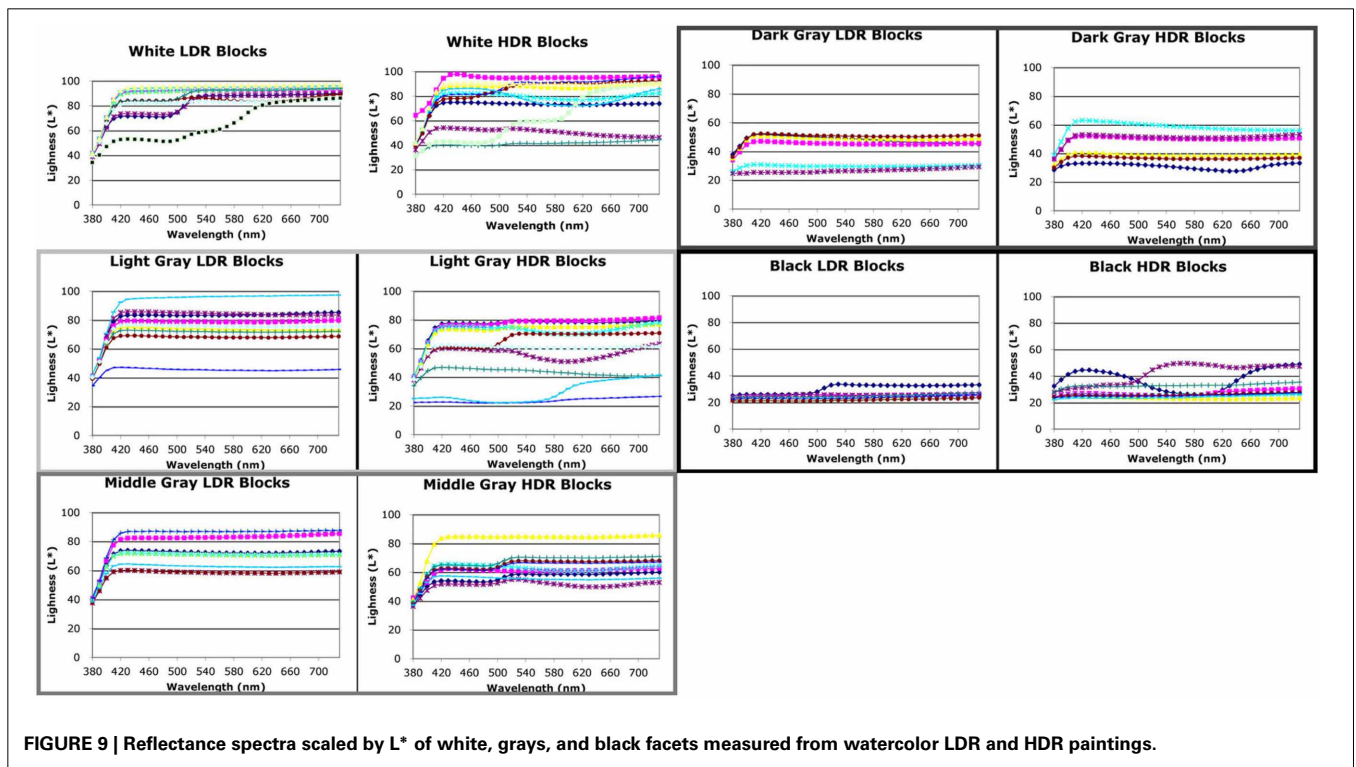 White LDR Blocks
Lighness (L*)
100
80
60
40
20
0
380 420 460 500 540 580 620 660 700
Wavelength (nm)
White HDR Blocks
Lighness (L*)
100
80
60
40
20
0
380 420 460 500 540 580 620 660 700
Wavelength (nm)
Dark Gray LDR Blocks
Lighness (L*)
100
80
60
40
20
0
380 420 460 500 540 580 620 660 700
Wavelength (nm)
Dark Gray HDR Blocks
Lighness (L*)
100
80
60
40
20
0
380 420 460 500 540 580 620 660 700
Wavelength (nm)
Light Gray LDR Blocks
Lighness (L*)
100
80
60
40
20
0
380 420 460 500 540 580 620 660 700
Wavelength (nm)
Light Gray HDR Blocks
Lighness (L*)
100
80
60
40
20
0
380 420 460 500 540 580 620 660 700
Wavelength (nm)
Black LDR Blocks
Lighness (L*)
100
80
60
40
20
0
380 420 460 500 540 580 620 660 700
Wavelength (nm)
Black HDR Blocks
Lighness (L*)
100
80
60
40
20
0
380 420 460 500 540 580 620 660 700
Wavelength (nm)
Middle Gray LDR Blocks
Lighness (L*)
100
80
60
40
20
0
380 420 460 500 540 580 620 660 700
Wavelength (nm)
Middle Gray HDR Blocks
Lighness (L*)
100
80
60
40
20
0
380 420 460 500 540 580 620 660 700
Wavelength (nm)
FIGURE 9 | Reflectance spectra scaled by L* of white, grays, and black facets measured from watercolor LDR and HDR paintings.